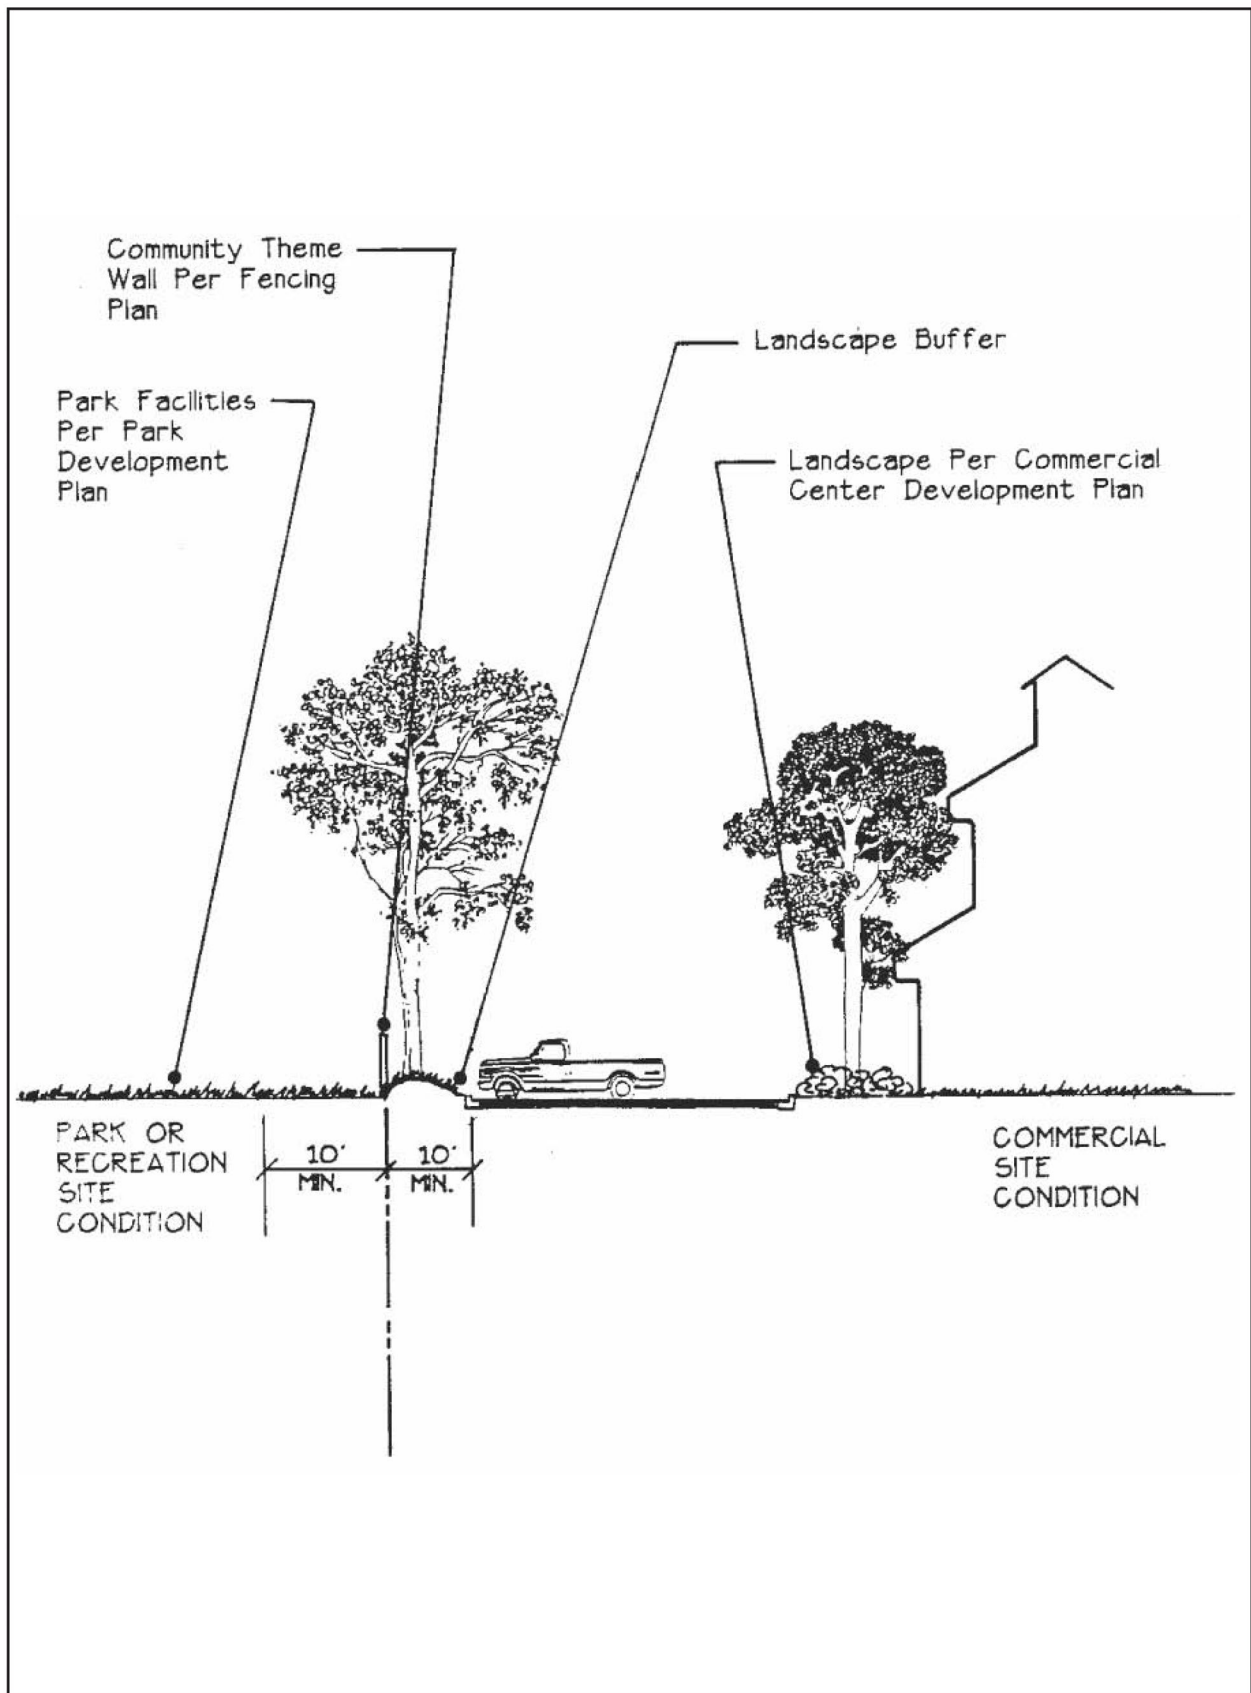 Community Theme
Wall Per Fencing
Plan
Landscape Buffer
Park Facilities
Per Park
Development
Plan
Landscape Per Commercial
Center Development Plan
PARK OR
RECREATION
SITE
CONDITION
10'
MIN.
10'
MIN.
COMMERCIAL
SITE
CONDITION